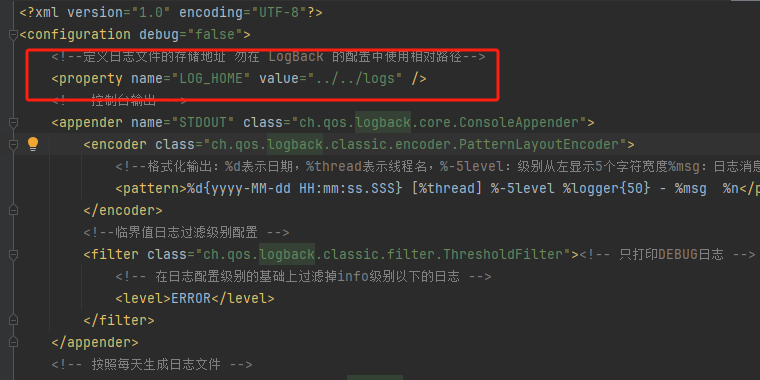 <?xml version="1.0" encoding="UTF-8"?>
<configuration debug="false">
<!--定义日志文件的存储地址 勿在 LogBack 的配置中使用相对路径-->
<property name="LOG_HOME" value="../../logs" />
控制台输出
<appender name="STDOUT" class="ch.qos.logback.core.ConsoleAppender">
<encoder class="ch.qos.logback.classic.encoder.PatternLayoutEncoder">
<!--格式化输出：%d表示日期，%thread表示线程名，%-5level：级别从左显示5个字符宽度%msg：日志消息
<pattern>%d{yyyy-MM-dd HH:mm:ss.SSS} [%thread] %-5level %logger{50} - %msg  %n</p
</encoder>
<!--临界值日志过滤级别配置 -->
<filter class="ch.qos.logback.classic.filter.ThresholdFilter"><!-- 只打印DEBUG日志 -->
<!-- 在日志配置级别的基础上过滤掉info级别以下的日志 -->
<level>ERROR</level>
</filter>
</appender>
<!-- 按照每天生成日志文件 -->